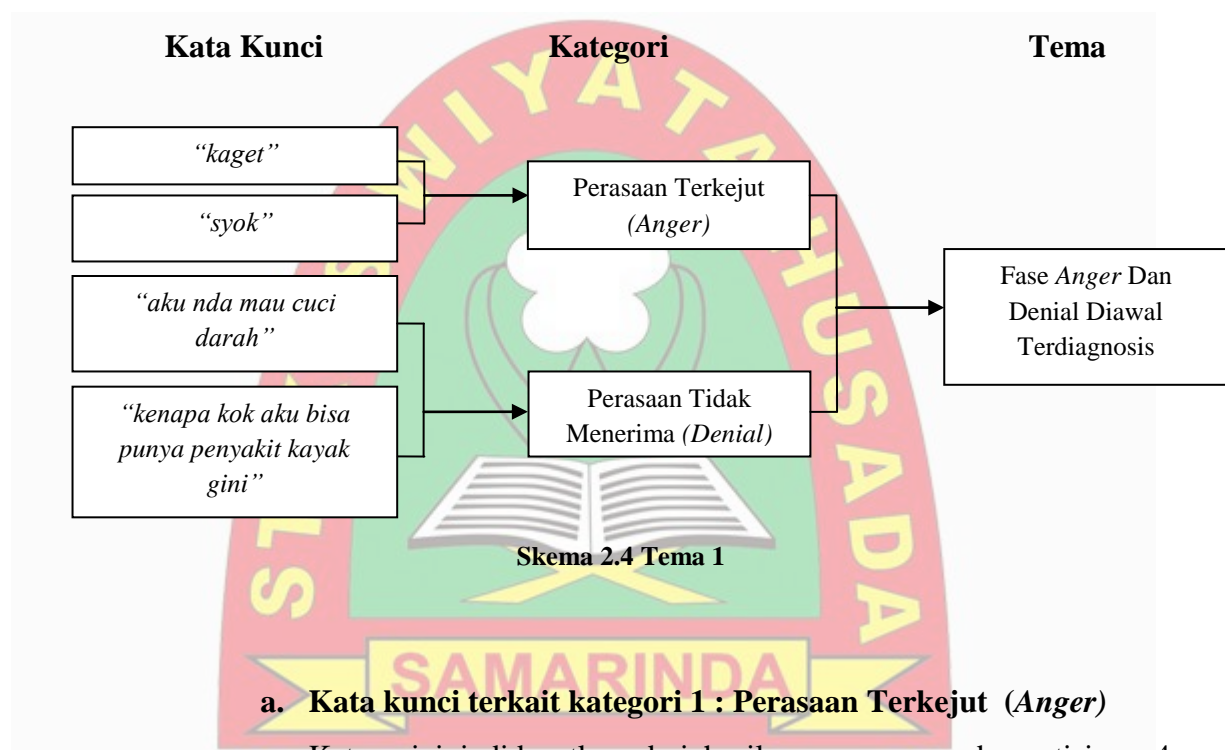 Kata Kunci Kategori Tema
“kaget”
“syok”
“aku nda mau cuci
darah”
“kenapa kok aku bisa
punya penyakit kayak
gini”
Perasaan Terkejut
(Anger)
Perasaan Tidak
Menerima (Denial)
Fase Anger Dan
Denial Diawal
Terdiagnosis
Skema 2.4 Tema 1
WIYATA HUSADA
SAMARINDA
a. Kata kunci terkait kategori 1 : Perasaan Terkejut (Anger)